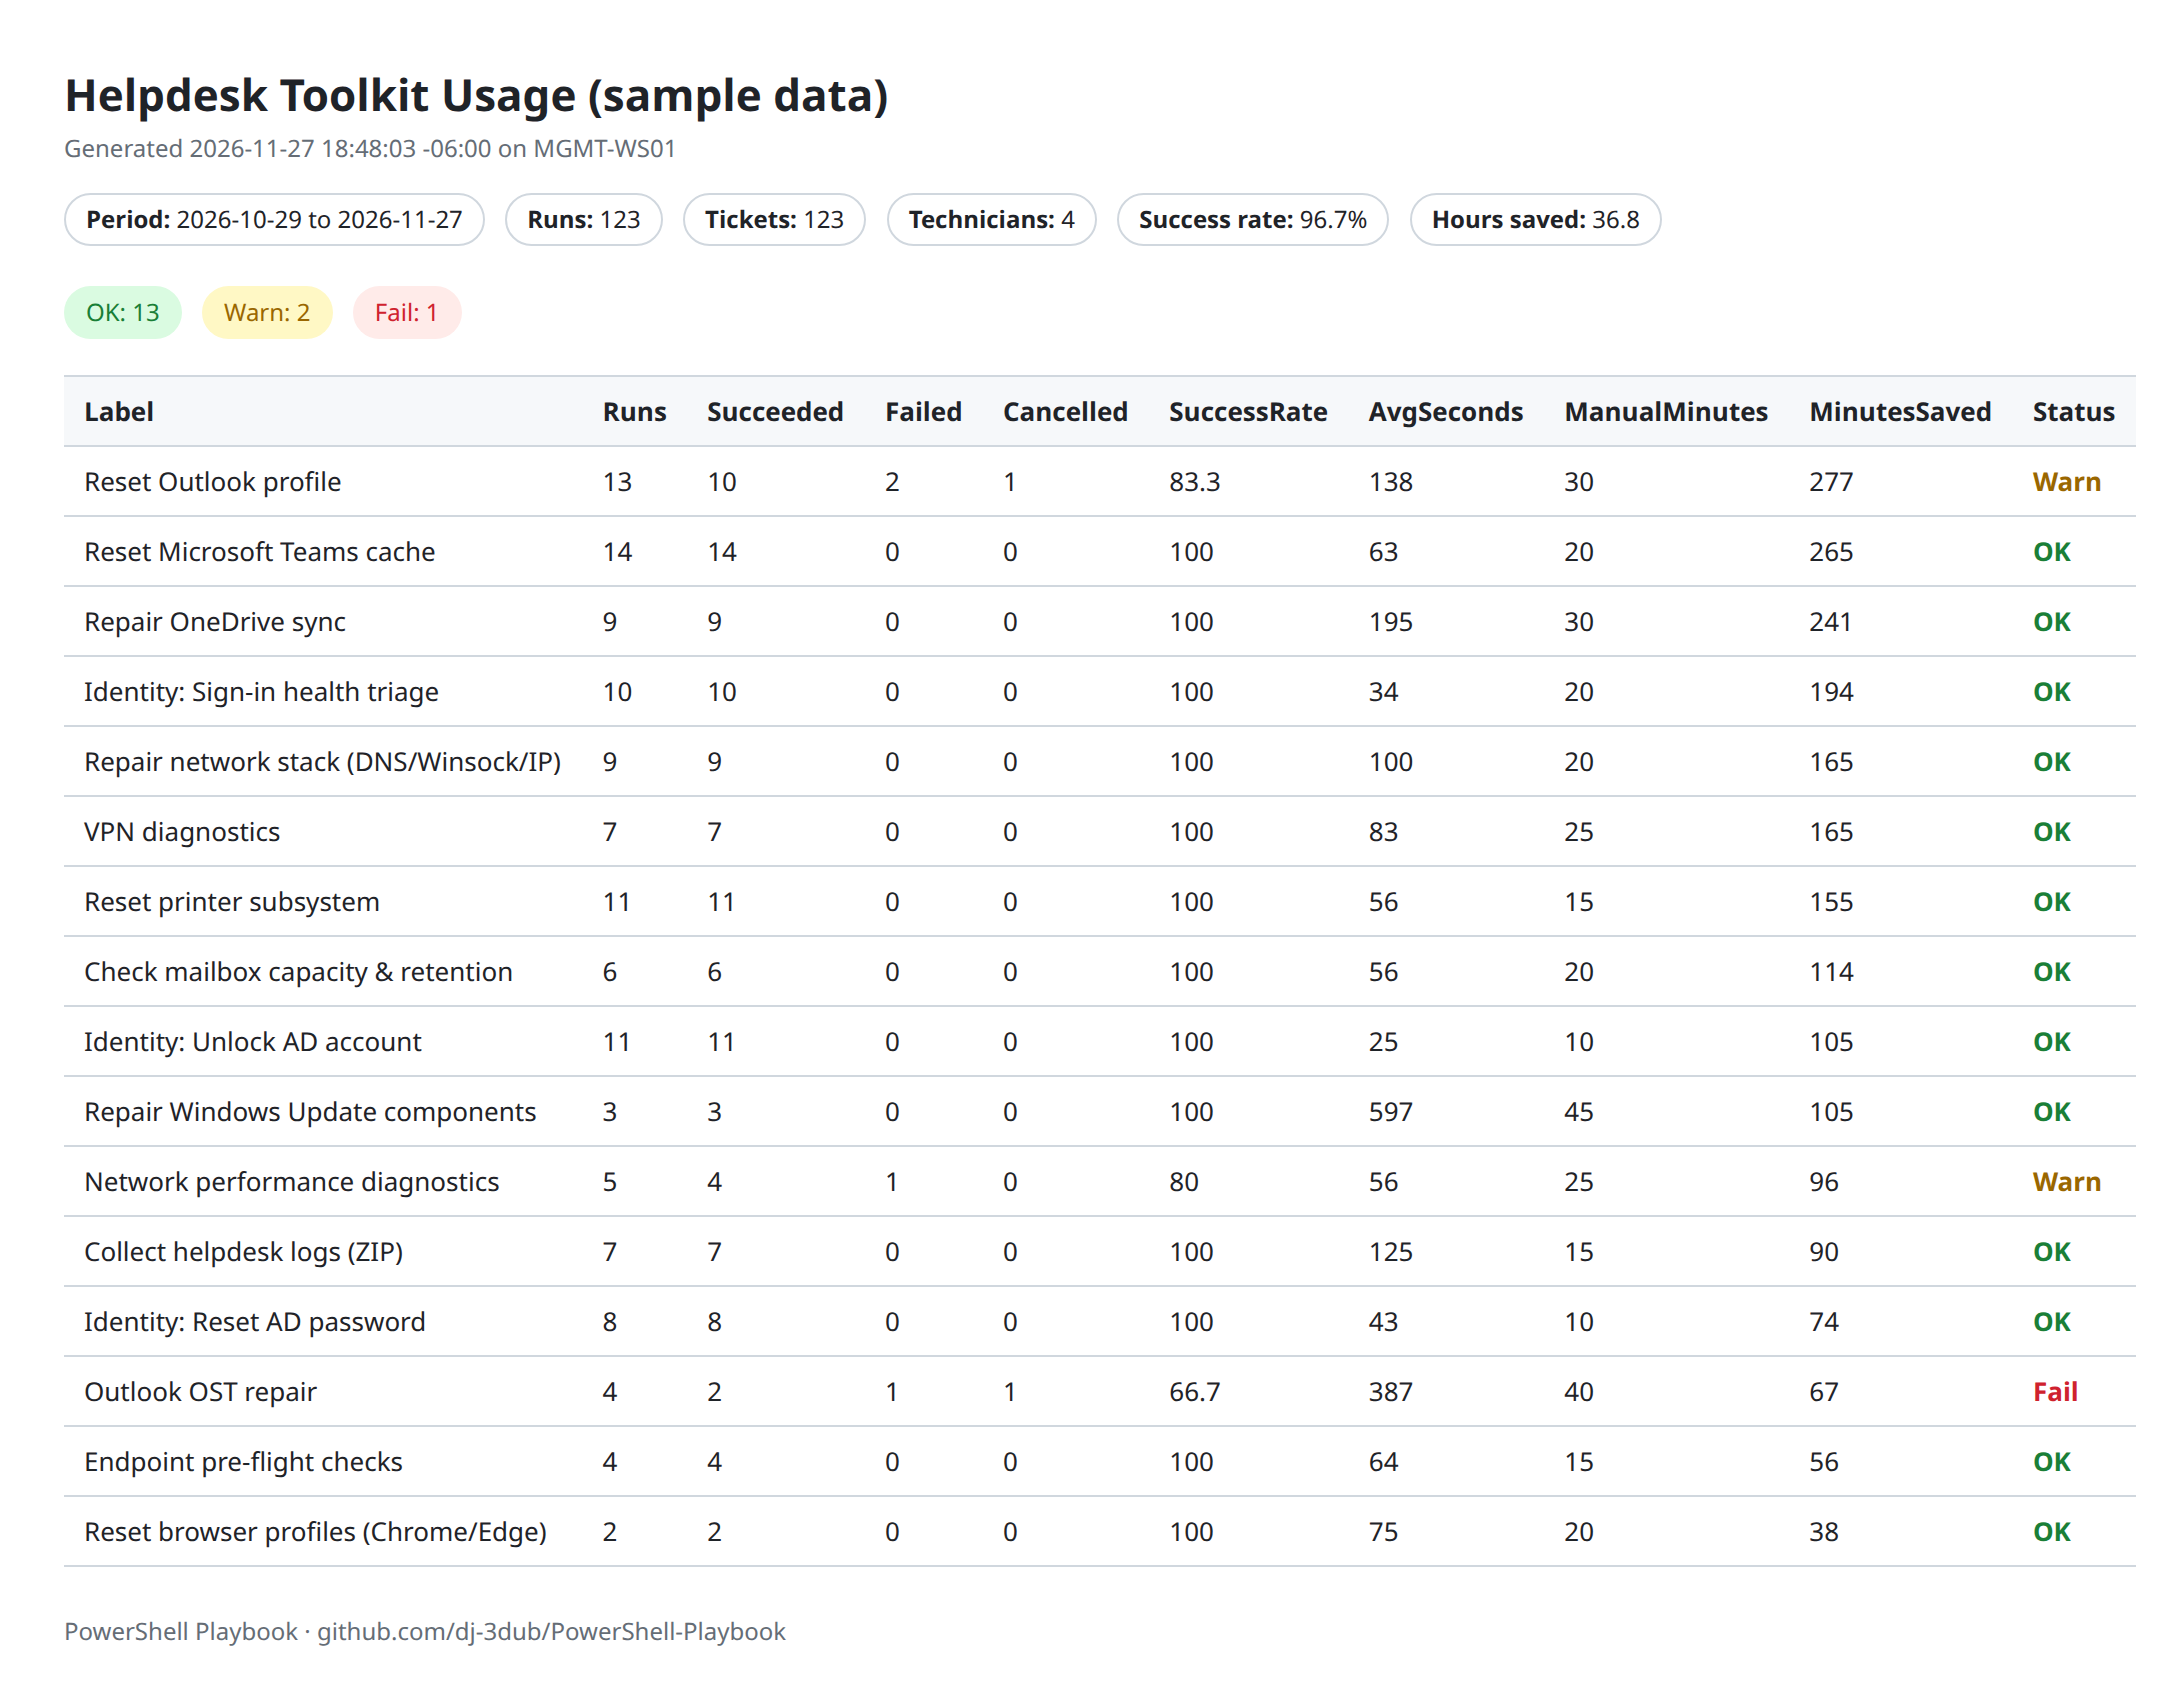 Helpdesk Toolkit Usage (sample data)
Generated 2026-11-27 18:48:03 -06:00 on MGMT-WS01
Period: 2026-10-29 to 2026-11-27 Runs: 123 Tickets: 123 Technicians: 4 Success rate: 96.7% Hours saved: 36.8
OK: 13 Warn: 2 Fail: 1
Label Runs Succeeded Failed Cancelled SuccessRate AvgSeconds ManualMinutes MinutesSaved Status
Reset Outlook profile 13 10 2 1 83.3 138 30 277 Warn
Reset Microsoft Teams cache 14 14 0 0 100 63 20 265 OK
Repair OneDrive sync 9 9 0 0 100 195 30 241 OK
Identity: Sign-in health triage 10 10 0 0 100 34 20 194 OK
Repair network stack (DNS/Winsock/IP) 9 9 0 0 100 100 20 165 OK
VPN diagnostics 7 7 0 0 100 83 25 165 OK
Reset printer subsystem 11 11 0 0 100 56 15 155 OK
Check mailbox capacity & retention 6 6 0 0 100 56 20 114 OK
Identity: Unlock AD account 11 11 0 0 100 25 10 105 OK
Repair Windows Update components 3 3 0 0 100 597 45 105 OK
Network performance diagnostics 5 4 1 0 80 56 25 96 Warn
Collect helpdesk logs (ZIP) 7 7 0 0 100 125 15 90 OK
Identity: Reset AD password 8 8 0 0 100 43 10 74 OK
Outlook OST repair 4 2 1 1 66.7 387 40 67 Fail
Endpoint pre-flight checks 4 4 0 0 100 64 15 56 OK
Reset browser profiles (Chrome/Edge) 2 2 0 0 100 75 20 38 OK
PowerShell Playbook · github.com/dj-3dub/PowerShell-Playbook